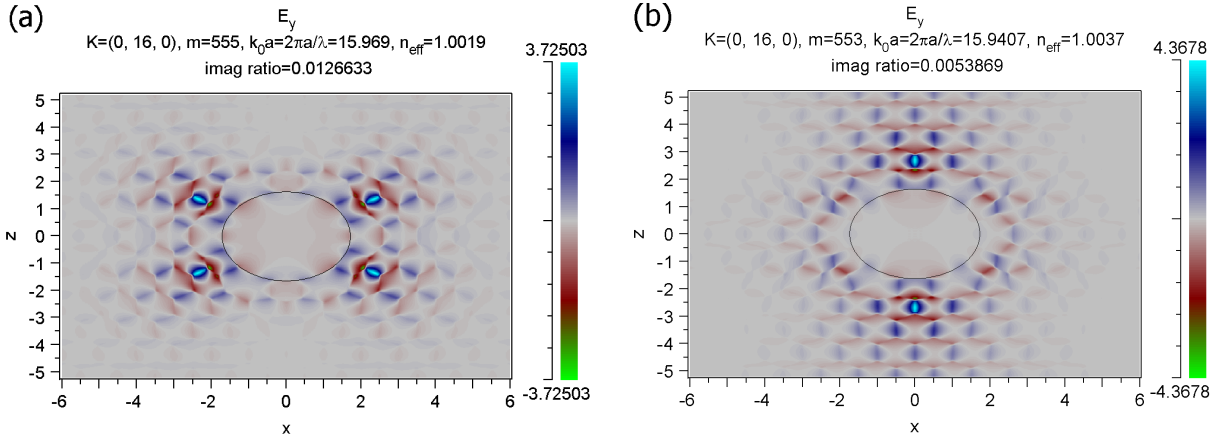 (a)
E_y
K=(0, 16, 0), m=555, k_0a=2πa/λ=15.969, n_eff=1.0019
imag ratio=0.0126633
3.72503
5
4
3
2
1
0
-1
-2
-3
-4
-5
z
-6 -4 -2 0 2 4 6
x
-3.72503
(b)
E_y
K=(0, 16, 0), m=553, k_0a=2πa/λ=15.9407, n_eff=1.0037
imag ratio=0.0053869
4.3678
5
4
3
2
1
0
-1
-2
-3
-4
-5
z
-6 -4 -2 0 2 4 6
x
-4.3678